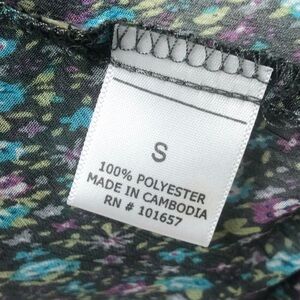 S
100% POLYESTER
MADE IN CAMBODIA
RN # 101657